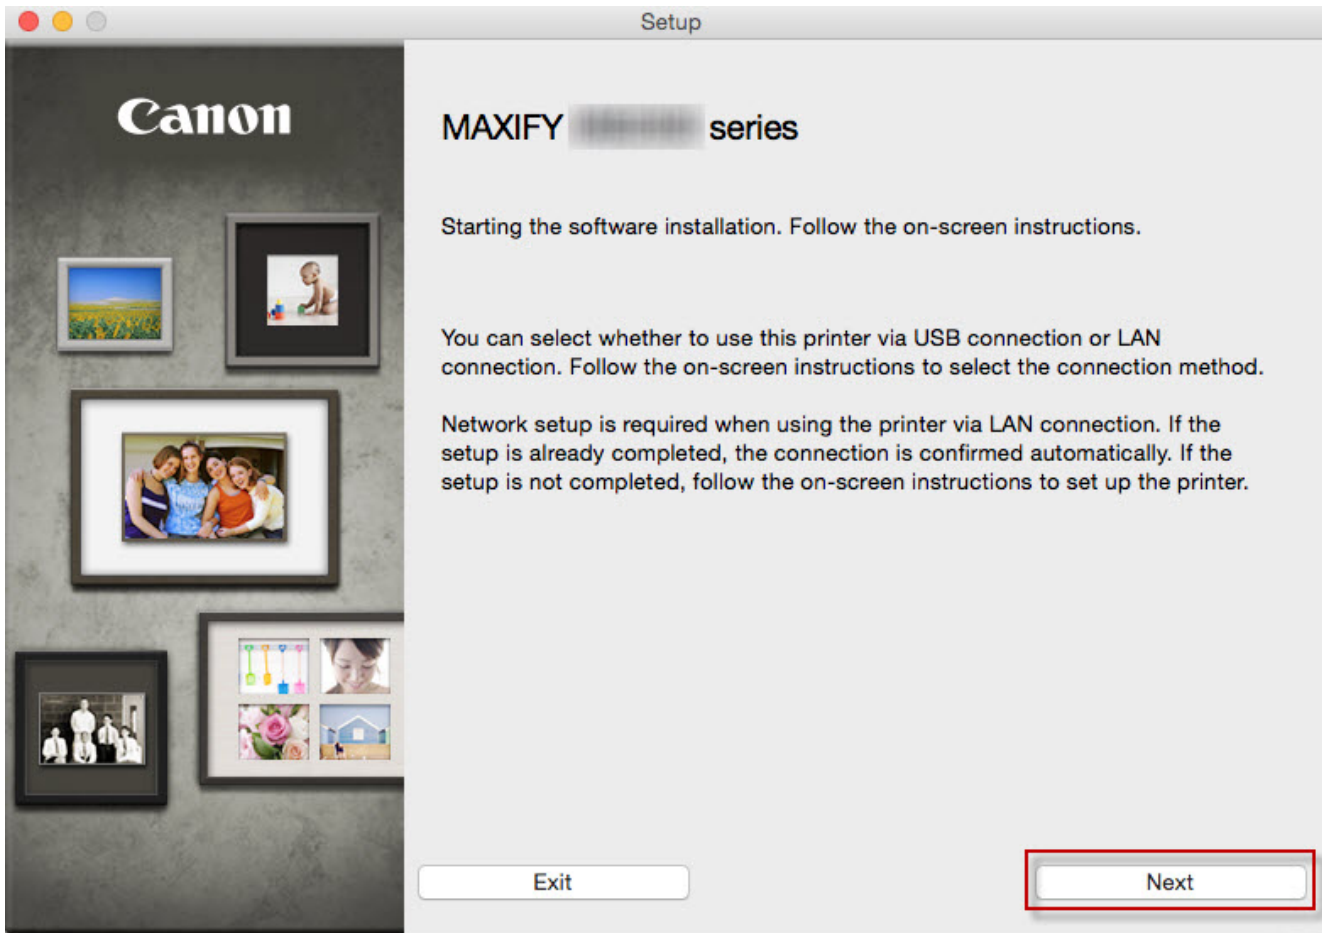 Setup
Canon
MAXIFY series
Starting the software installation. Follow the on-screen instructions.
You can select whether to use this printer via USB connection or LAN
connection. Follow the on-screen instructions to select the connection method.
Network setup is required when using the printer via LAN connection. If the
setup is already completed, the connection is confirmed automatically. If the
setup is not completed, follow the on-screen instructions to set up the printer.
Exit
Next